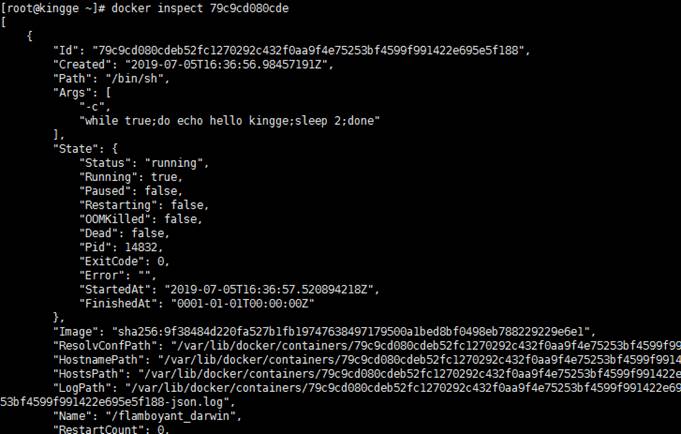 [root@kingge ~]# docker inspect 79c9cd080cde
[
    {
        "Id": "79c9cd080cdeb52fc1270292c432f0aa9f4e75253bf4599f991422e695e5f188",
        "Created": "2019-07-05T16:36:56.98457191Z",
        "Path": "/bin/sh",
        "Args": [
            "-c",
            "while true;do echo hello kingge;sleep 2;done"
        ],
        "State": {
            "Status": "running",
            "Running": true,
            "Paused": false,
            "Restarting": false,
            "OOMKilled": false,
            "Dead": false,
            "Pid": 14832,
            "ExitCode": 0,
            "Error": "",
            "StartedAt": "2019-07-05T16:36:57.520894218Z",
            "FinishedAt": "0001-01-01T00:00:00Z"
        },
        "Image": "sha256:9f38484d220fa527b1fb19747638497179500a1bed8bf0498eb788229229e6e1",
        "ResolvConfPath": "/var/lib/docker/containers/79c9cd080cdeb52fc1270292c432f0aa9f4e75253bf4599f99
        "HostnamePath": "/var/lib/docker/containers/79c9cd080cdeb52fc1270292c432f0aa9f4e75253bf4599f9914
        "HostsPath": "/var/lib/docker/containers/79c9cd080cdeb52fc1270292c432f0aa9f4e75253bf4599f991422e
        "LogPath": "/var/lib/docker/containers/79c9cd080cdeb52fc1270292c432f0aa9f4e75253bf4599f991422e69
53bf4599f991422e695e5f188-json.log",
        "Name": "/flamboyant_darwin",
        "RestartCount": 0,